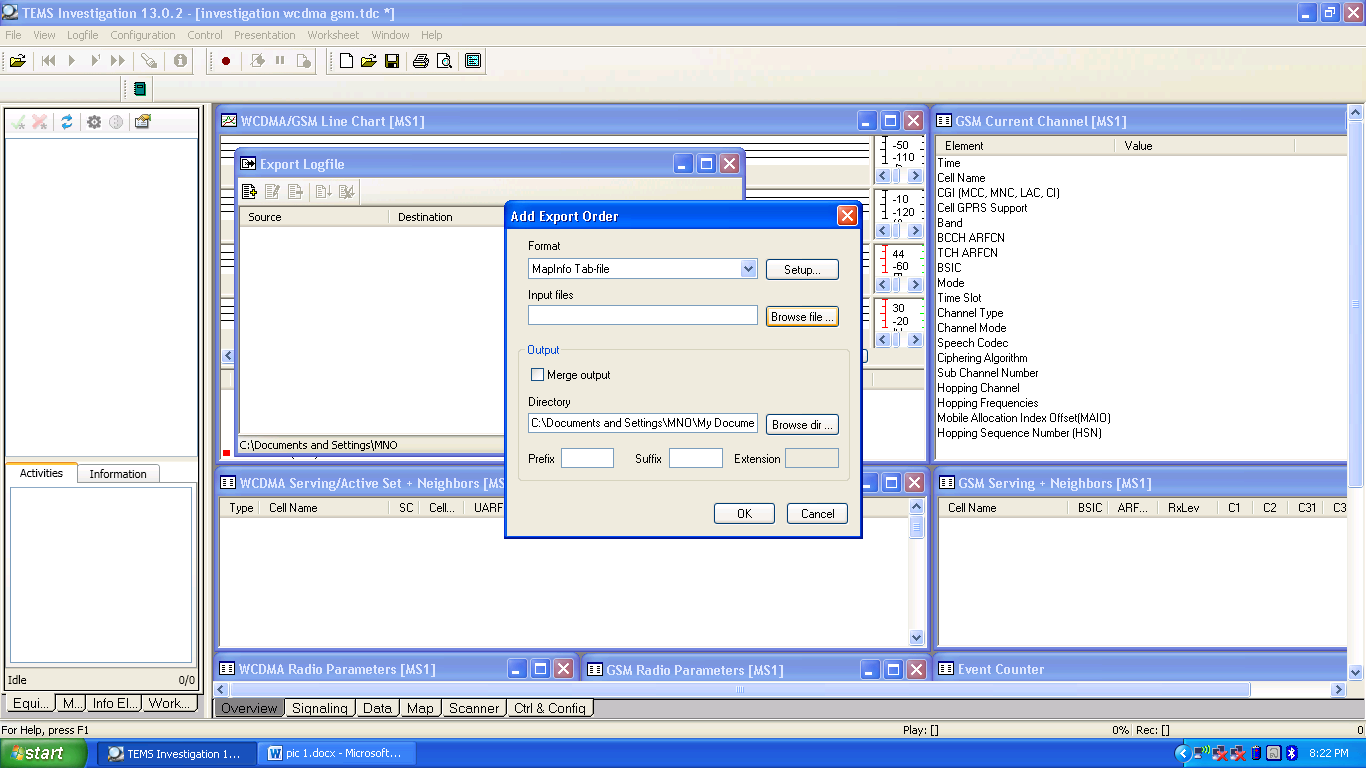 TEMS Investigation 13.0.2 - [investigation wcdma gsm.tdc *]
File View Logfile Configuration Control Presentation Worksheet Window Help
WCDMA/GSM Line Chart [MS1]
-50
-110
-10
-120
44
-60
30
-20
Export Logfile
Source Destination
C:\Documents and Settings\MNO
Add Export Order
Format
MapInfo Tab-file
Setup...
Input files
Browse file ...
Output
Merge output
Directory
C:\Documents and Settings\MNO\My Docume
Browse dir ...
Prefix Suffix Extension
OK Cancel
GSM Current Channel [MS1]
Element Value
Time
Cell Name
CGI (MCC, MNC, LAC, CI)
Cell GPRS Support
Band
BCCH ARFCN
TCH ARFCN
BSIC
Mode
Time Slot
Channel Type
Channel Mode
Speech Codec
Ciphering Algorithm
Sub Channel Number
Hopping Channel
Hopping Frequencies
Mobile Allocation Index Offset(MAIO)
Hopping Sequence Number (HSN)
Activities Information
Idle 0/0
Equi... M... Info El... Work...
WCDMA Serving/Active Set + Neighbors [MS
Type Cell Name SC Cell... UARF
GSM Serving + Neighbors [MS1]
Cell Name BSIC ARF... RxLev C1 C2 C31 C3
WCDMA Radio Parameters [MS1]
GSM Radio Parameters [MS1]
Event Counter
Overview Signaling Data Map Scanner Ctrl & Config
For Help, press F1 Play: [] 0% Rec: [] 0
start TEMS Investigation 1... pic 1.docx - Microsoft... 8:22 PM